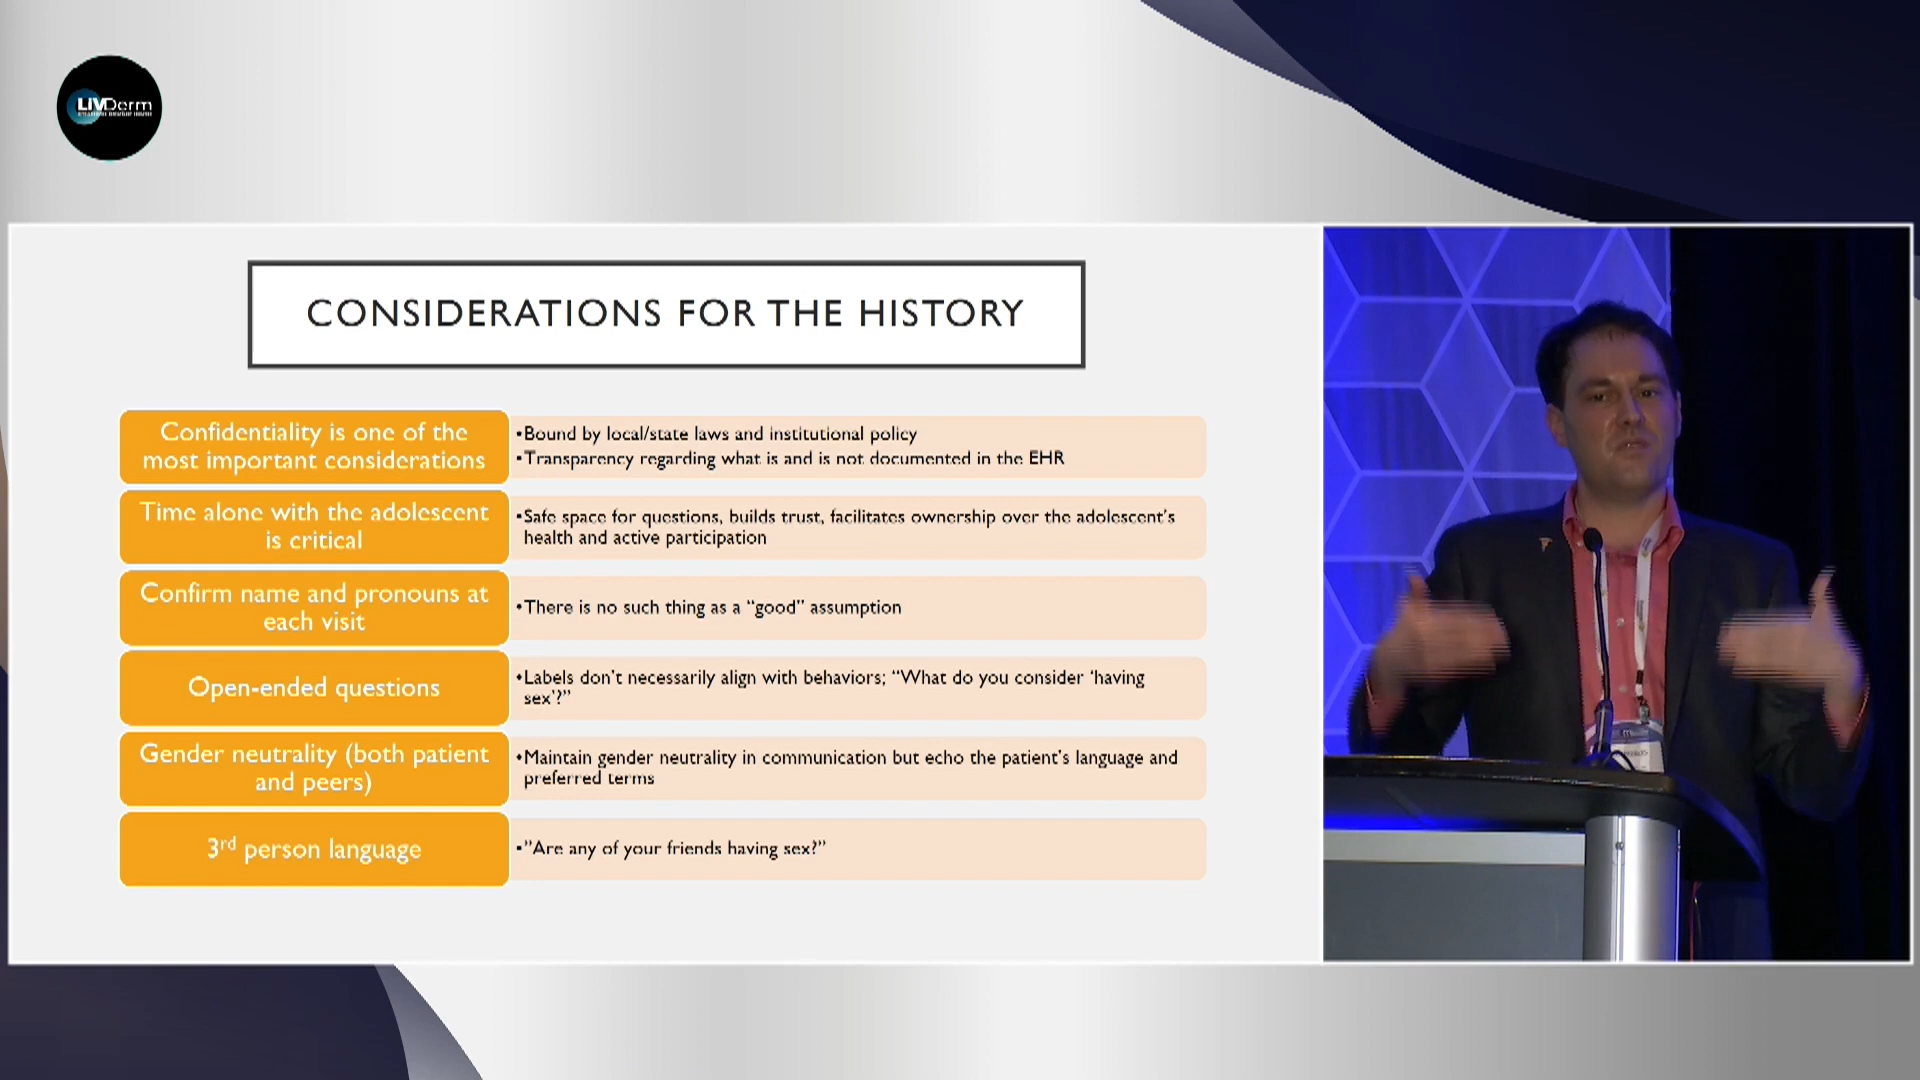 LIVDerm
CONSIDERATIONS FOR THE HISTORY
Confidentiality is one of the
most important considerations
•Bound by local/state laws and institutional policy
•Transparency regarding what is and is not documented in the EHR
Time alone with the adolescent
is critical
•Safe space for questions, builds trust, facilitates ownership over the adolescent's
health and active participation
Confirm name and pronouns at
each visit
•There is no such thing as a “good” assumption
Open-ended questions
•Labels don't necessarily align with behaviors; “What do you consider ‘having
sex’?”
Gender neutrality (both patient
and peers)
•Maintain gender neutrality in communication but echo the patient's language and
preferred terms
3rd person language
•”Are any of your friends having sex?”